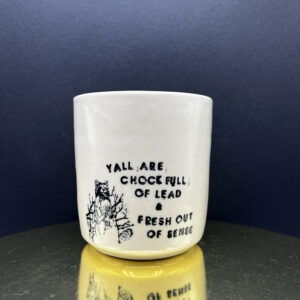 YALL ARE
CHOCK FULL
OF LEAD
&
FRESH OUT
OF SENSE